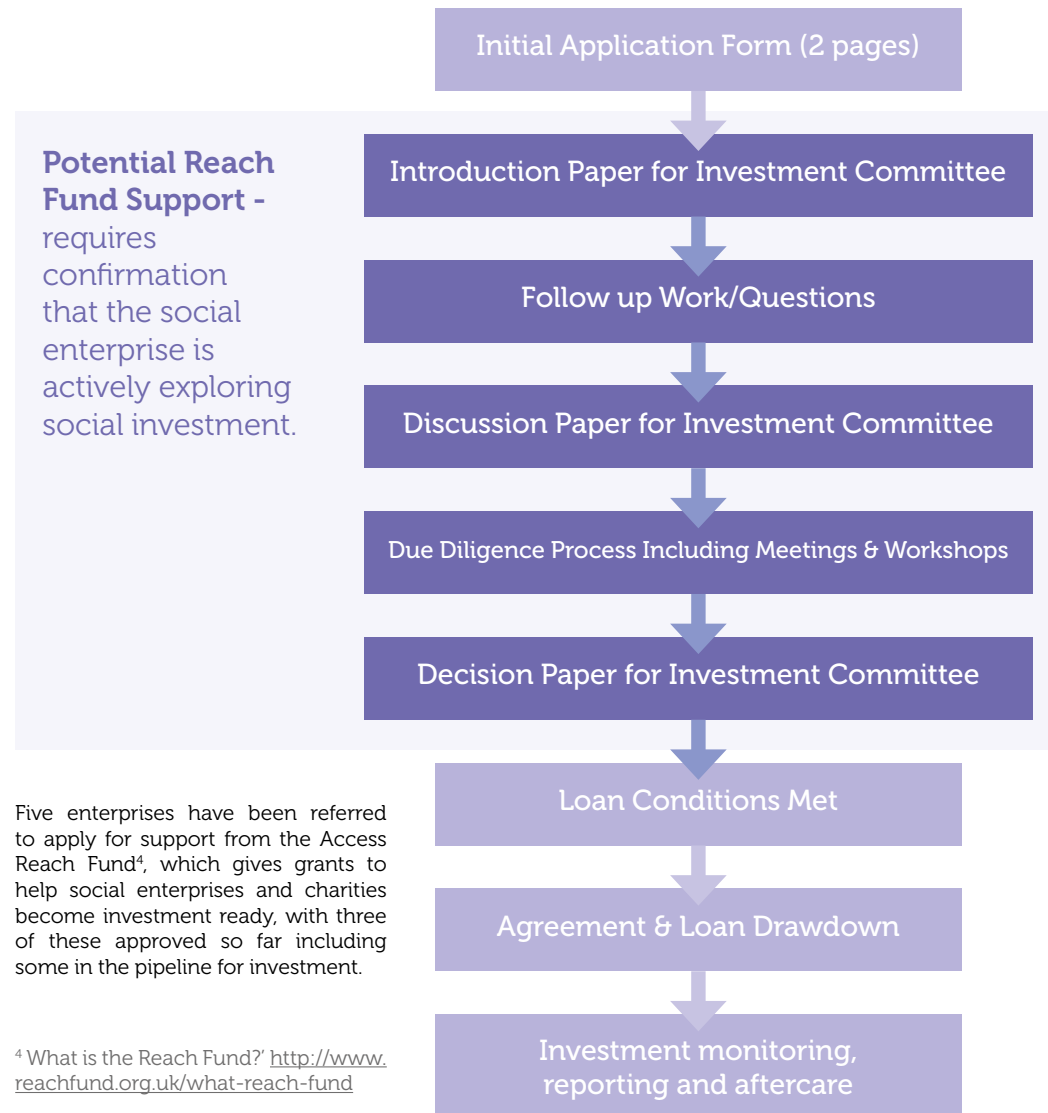 Initial Application Form (2 pages)
Potential Reach
Fund Support -
requires
confirmation
that the social
enterprise is
actively exploring
social investment.
Introduction Paper for Investment Committee
Follow up Work/Questions
Discussion Paper for Investment Committee
Due Diligence Process Including Meetings & Workshops
Decision Paper for Investment Committee
Loan Conditions Met
Agreement & Loan Drawdown
Investment monitoring,
reporting and aftercare
Five enterprises have been referred
to apply for support from the Access
Reach Fund⁴, which gives grants to
help social enterprises and charities
become investment ready, with three
of these approved so far including
some in the pipeline for investment.
⁴ What is the Reach Fund?’ http://www.
reachfund.org.uk/what-reach-fund